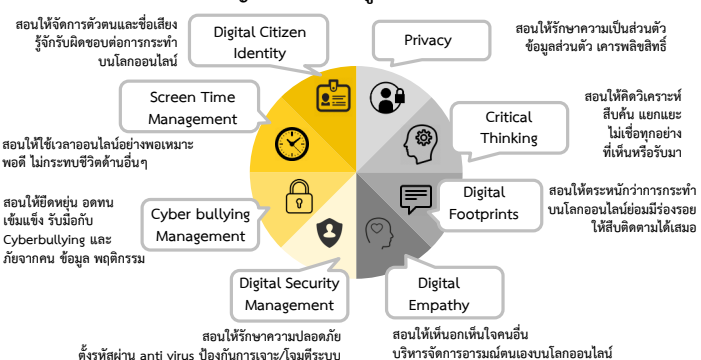 สอนให้จัดการตัวตนและชื่อเสียง
รู้จักรับผิดชอบต่อการกระทำ
บนโลกออนไลน์
Digital Citizen
Identity
Privacy
สอนให้รักษาความเป็นส่วนตัว
ข้อมูลส่วนตัว เคารพลิขสิทธิ์
Screen Time
Management
สอนให้ใช้เวลาออนไลน์อย่างพอเหมาะ
พอดี ไม่กระทบชีวิตด้านอื่นๆ
Critical
Thinking
สอนให้คิดวิเคราะห์
สืบค้น แยกแยะ
ไม่เชื่อทุกอย่าง
ที่เห็นหรือรับมา
สอนให้ยืดหยุ่น อดทน
เข้มแข็ง รับมือกับ
Cyberbullying และ
ภัยจากคน ข้อมูล พฤติกรรม
Cyber bullying
Management
Digital
Footprints
สอนให้ตระหนักว่าการกระทำ
บนโลกออนไลน์ย่อมมีร่องรอย
ให้สืบติดตามได้เสมอ
Digital Security
Management
สอนให้รักษาความปลอดภัย
ตั้งรหัสผ่าน anti virus ป้องกันการเจาะ/โจมตีระบบ
Digital
Empathy
สอนให้เห็นอกเห็นใจคนอื่น
บริหารจัดการอารมณ์ตนเองบนโลกออนไลน์